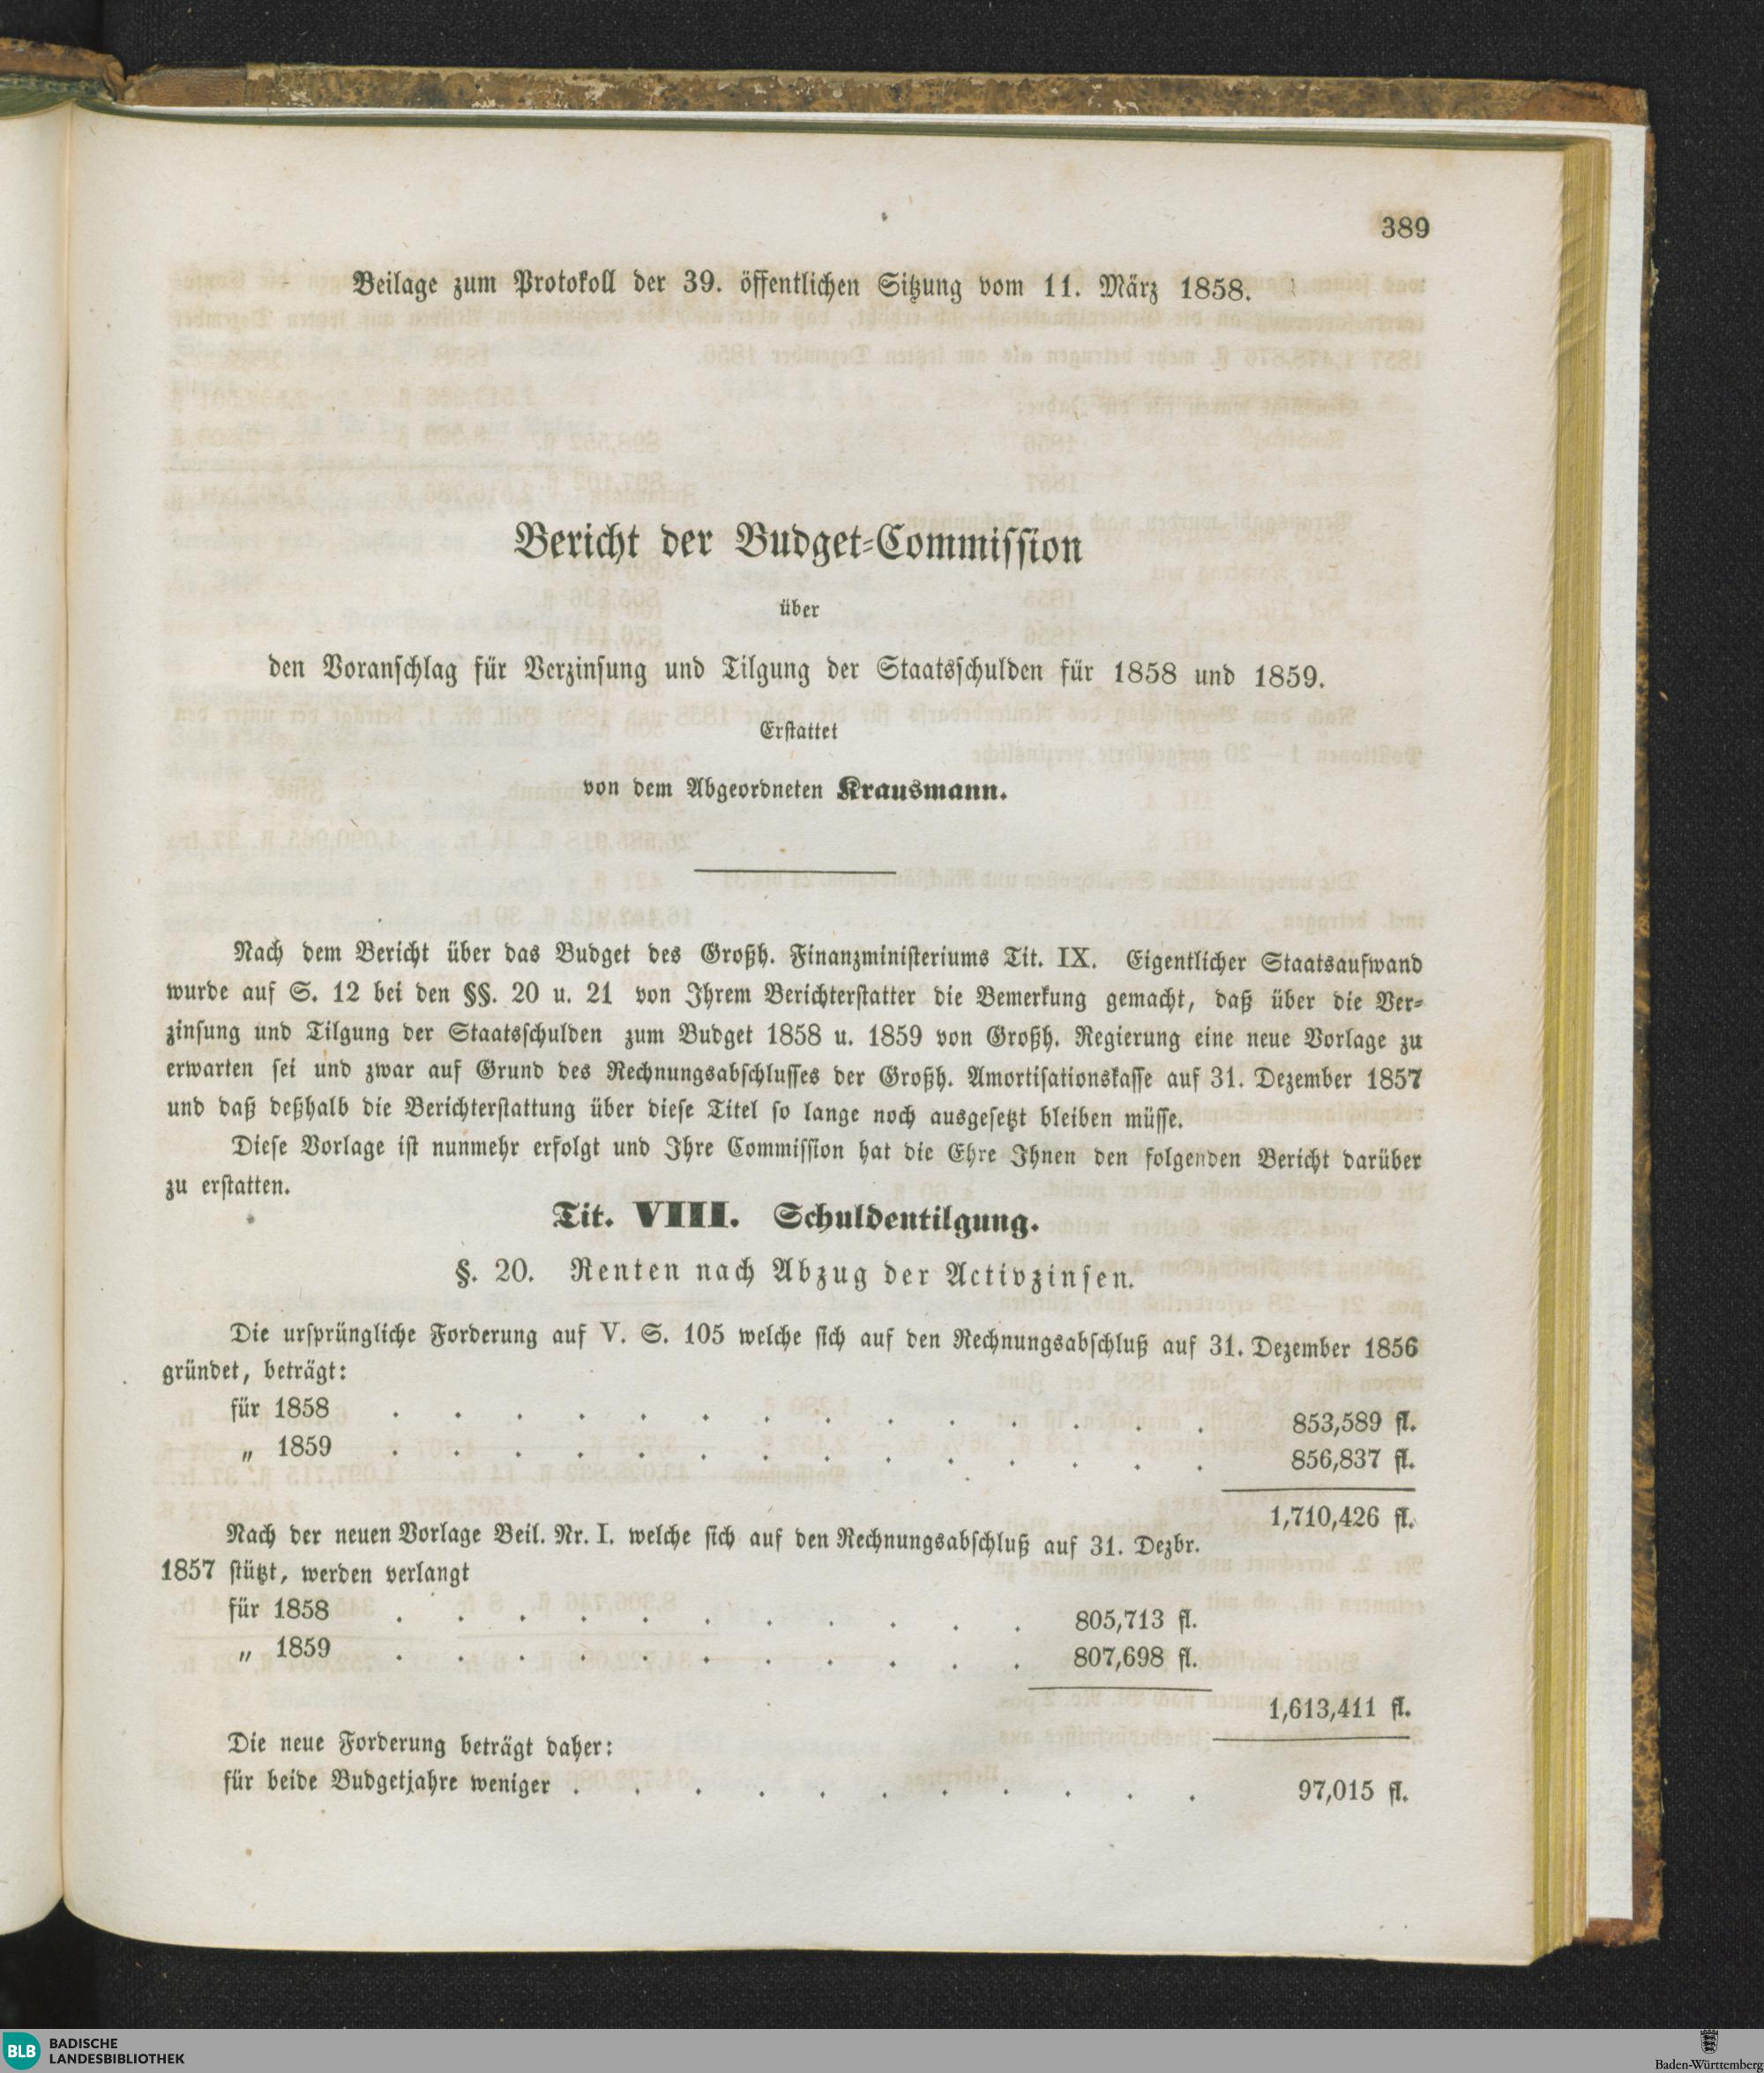 389
Beilage zum Protokoll der 39. öffentlichen Sitzung vom 11. März 1858.
Bericht der Budget-Commission
über
den Voranschlag für Verzinsung und Tilgung der Staatsschulden für 1858 und 1859.
Erstattet
von dem Abgeordneten Krausmann.
Nach dem Bericht über das Budget des Großh. Finanzministeriums Tit. IX. Eigentlicher Staatsaufwand
wurde auf S. 12 bei den §§. 20 u. 21 von Ihrem Berichterstatter die Bemerkung gemacht, daß über die Ver-
zinsung und Tilgung der Staatsschulden zum Budget 1858 u. 1859 von Großh. Regierung eine neue Vorlage zu
erwarten sei und zwar auf Grund des Rechnungsabschlusses der Großh. Amortisationskasse auf 31. Dezember 1857
und daß deßhalb die Berichterstattung über diese Titel so lange noch ausgesetzt bleiben müsse.
Diese Vorlage ist nunmehr erfolgt und Ihre Commission hat die Ehre Ihnen den folgenden Bericht darüber
zu erstatten.
Tit. VIII. Schuldentilgung.
§. 20. Renten nach Abzug der Activzinsen.
Die ursprüngliche Forderung auf V. S. 105 welche sich auf den Rechnungsabschluß auf 31. Dezember 1856
gründet, beträgt:
für 1858 . . . . . . . . . . . . . . 853,589 fl.
„ 1859 . . . . . . . . . . . . . . 856,837 fl.
1,710,426 fl.
Nach der neuen Vorlage Beil. Nr. I. welche sich auf den Rechnungsabschluß auf 31. Dezbr.
1857 stützt, werden verlangt
für 1858 . . . . . . . . . . . 805,713 fl.
„ 1859 . . . . . . . . . . . 807,698 fl.
1,613,411 fl.
Die neue Forderung beträgt daher:
für beide Budgetjahre weniger . . . . . . . . . . . 97,015 fl.
BLB BADISCHE
LANDESBIBLIOTHEK
Baden-Württemberg